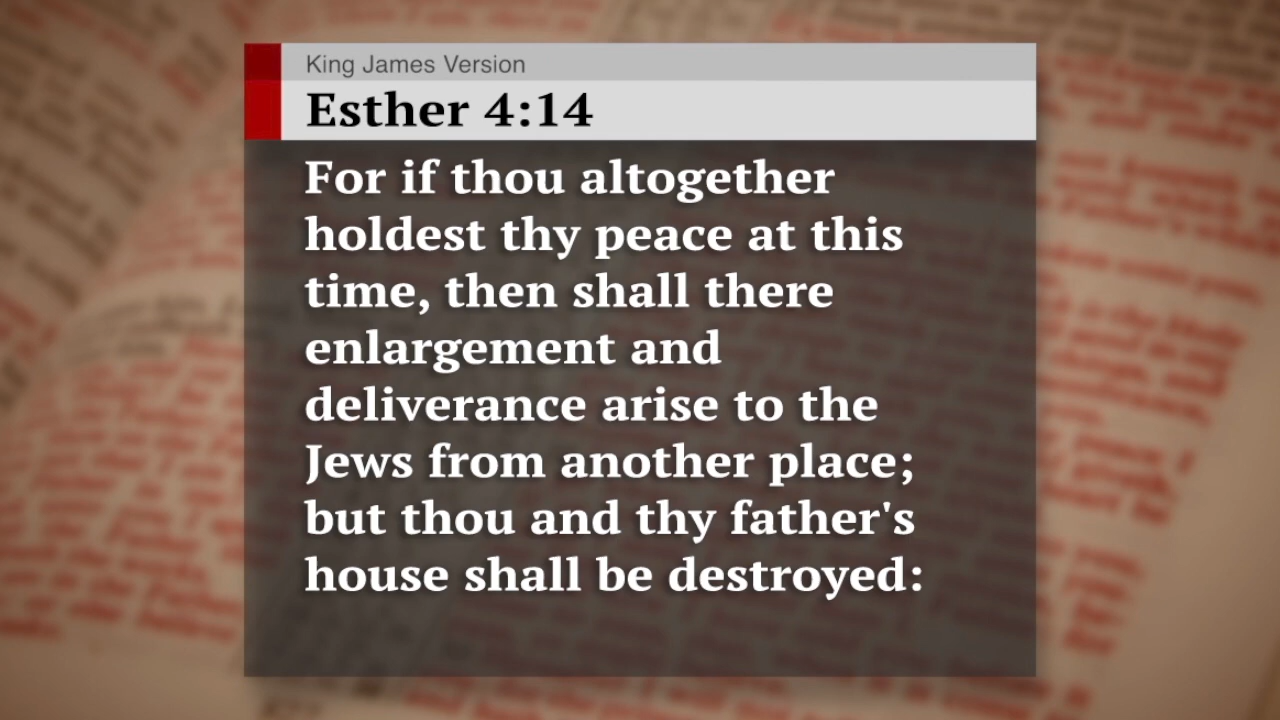 King James Version
Esther 4:14
For if thou altogether
holdest thy peace at this
time, then shall there
enlargement and
deliverance arise to the
Jews from another place;
but thou and thy father's
house shall be destroyed: